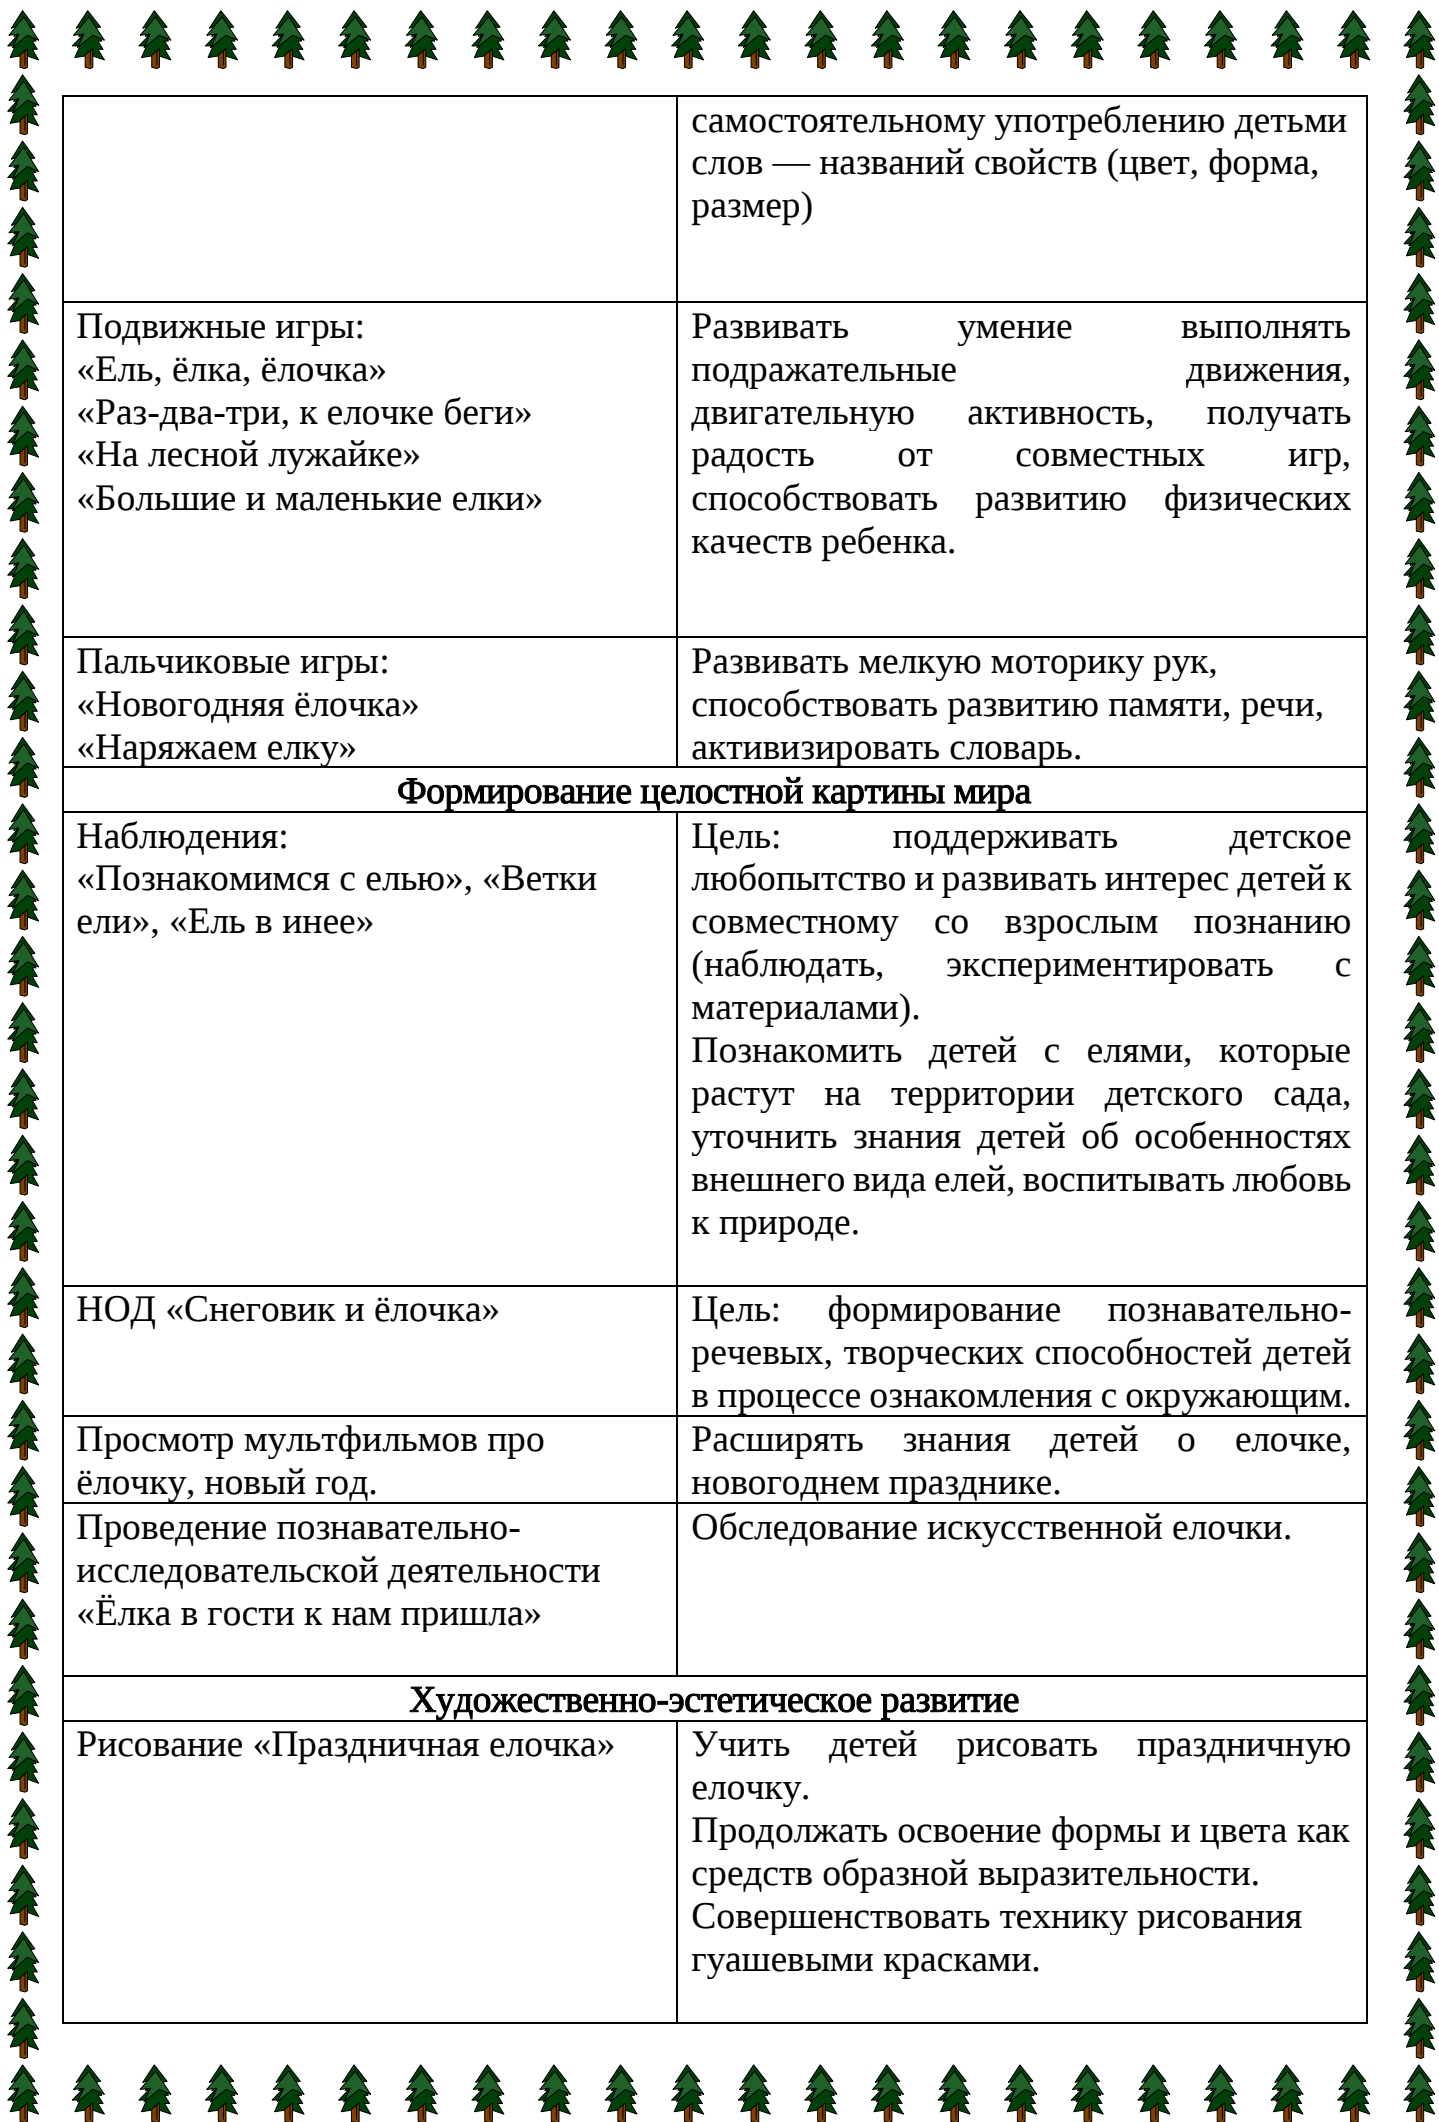 самостоятельному употреблению детьми
слов — названий свойств (цвет, форма,
размер)
Подвижные игры:
«Ель, ёлка, ёлочка»
«Раз-два-три, к елочке беги»
«На лесной лужайке»
«Большие и маленькие елки»
Развивать умение выполнять
подражательные движения,
двигательную активность, получать
радость от совместных игр,
способствовать развитию физических
качеств ребенка.
Пальчиковые игры:
«Новогодняя ёлочка»
«Наряжаем елку»
Развивать мелкую моторику рук,
способствовать развитию памяти, речи,
активизировать словарь.
Формирование целостной картины мира
Наблюдения:
«Познакомимся с елью», «Ветки
ели», «Ель в инее»
Цель: поддерживать детское
любопытство и развивать интерес детей к
совместному со взрослым познанию
(наблюдать, экспериментировать с
материалами).
Познакомить детей с елями, которые
растут на территории детского сада,
уточнить знания детей об особенностях
внешнего вида елей, воспитывать любовь
к природе.
НОД «Снеговик и ёлочка»
Цель: формирование познавательно-
речевых, творческих способностей детей
в процессе ознакомления с окружающим.
Просмотр мультфильмов про
ёлочку, новый год.
Расширять знания детей о елочке,
новогоднем празднике.
Проведение познавательно-
исследовательской деятельности
«Ёлка в гости к нам пришла»
Обследование искусственной елочки.
Художественно-эстетическое развитие
Рисование «Праздничная елочка»
Учить детей рисовать праздничную
елочку.
Продолжать освоение формы и цвета как
средств образной выразительности.
Совершенствовать технику рисования
гуашевыми красками.